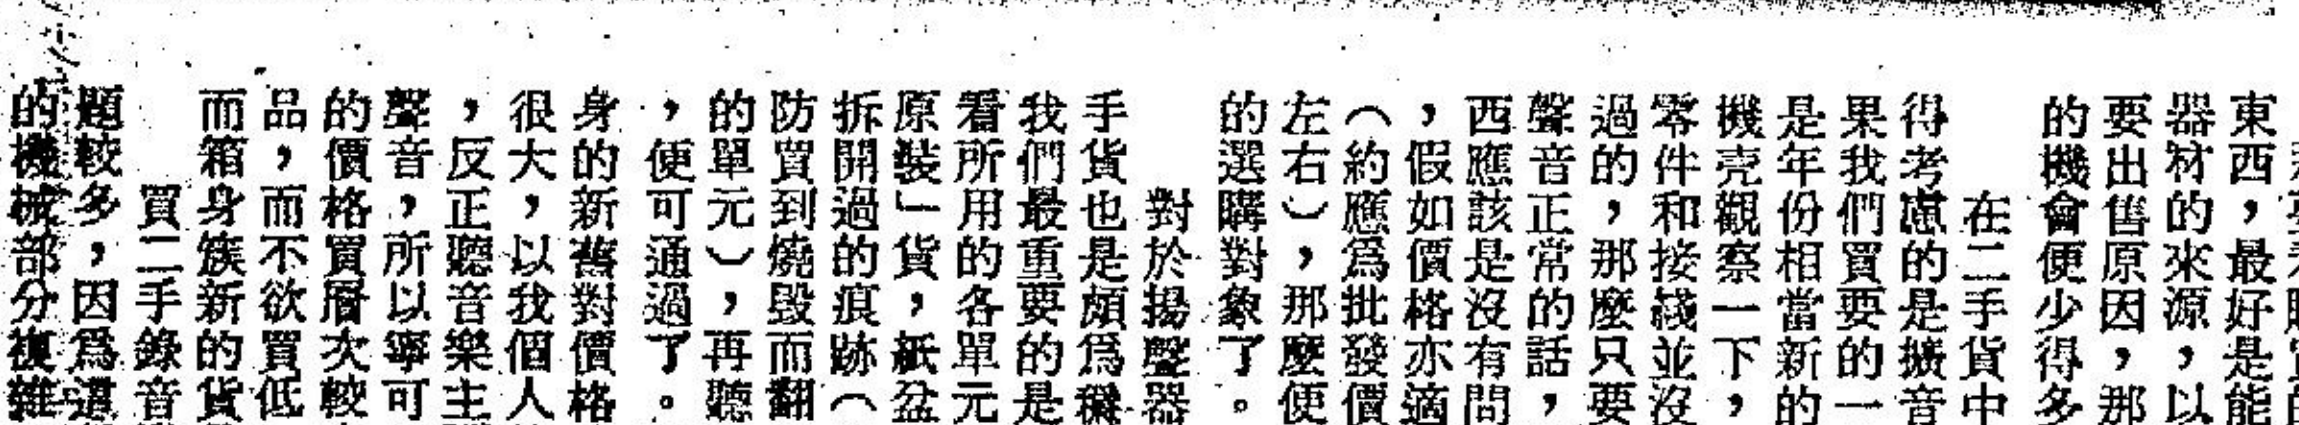 東西，最好是能
器材的來源，以
要出售原因，那
的機會便少得多
在二手貨中
得考慮的是擴音
果我們買要的一
是年份相當新的
機壳觀察一下，
零件和接綫並沒
過的，那麼只要
聲音正常的話，
西應該是沒有問
，假如價格亦適
（約應爲批發價
左右），那麼便
的選購對象了。
對於揚聲器
手貨也是頗爲穩
我們最重要的是
看所用的各單元
原裝」貨，紙盆
拆開過的痕跡（
防買到燒毀而翻
的單元），再聽
，便可通過了。
身的新舊對價格
很大，以我個人
，反正聽音樂主
聲音，所以寧可
的價格買層次較
品，而不欲買低
而箱身簇新的貨
買二手錄音
題較多，因爲這
的機械部分複雜